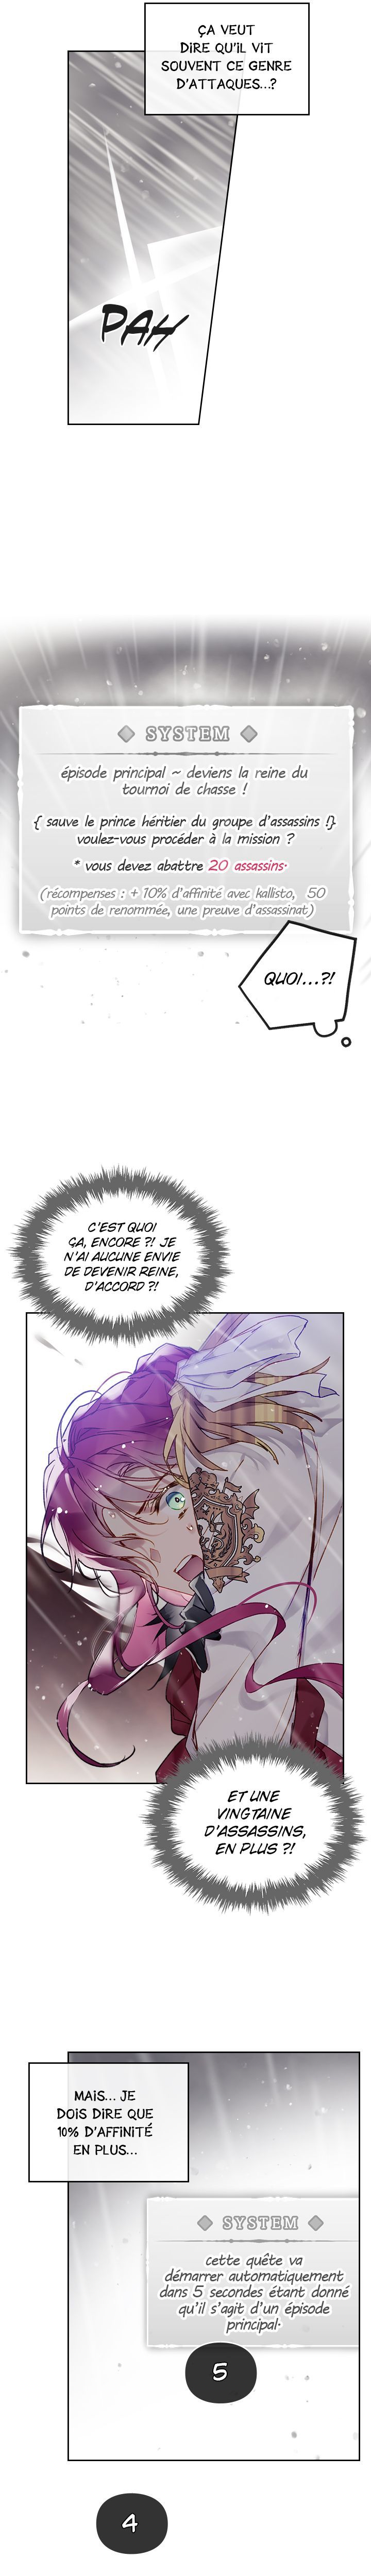 ÇA VEUT
DIRE QU'IL VIT
SOUVENT CE GENRE
D'ATTAQUES...?
PAH
SYSTEM
épisode principal ~ deviens la reine du
tournoi de chasse !
{ sauve le prince héritier du groupe d'assassins !}
voulez-vous procéder à la mission ?
* vous devez abattre 20 assassins.
(récompenses : + 10% d'affinité avec kallisto, 50
points de renommée, une preuve d'assassinat)
QUOI...?!
C'EST QUOI
ÇA, ENCORE ?! JE
N'AI AUCUNE ENVIE
DE DEVENIR REINE,
D'ACCORD ?!
ET UNE
VINGTAINE
D'ASSASSINS,
EN PLUS ?!
MAIS... JE
DOIS DIRE QUE
10% D'AFFINITÉ
EN PLUS...
SYSTEM
cette quête va
démarrer automatiquement
dans 5 secondes étant donné
qu'il s'agit d'un épisode
principal.
5
4